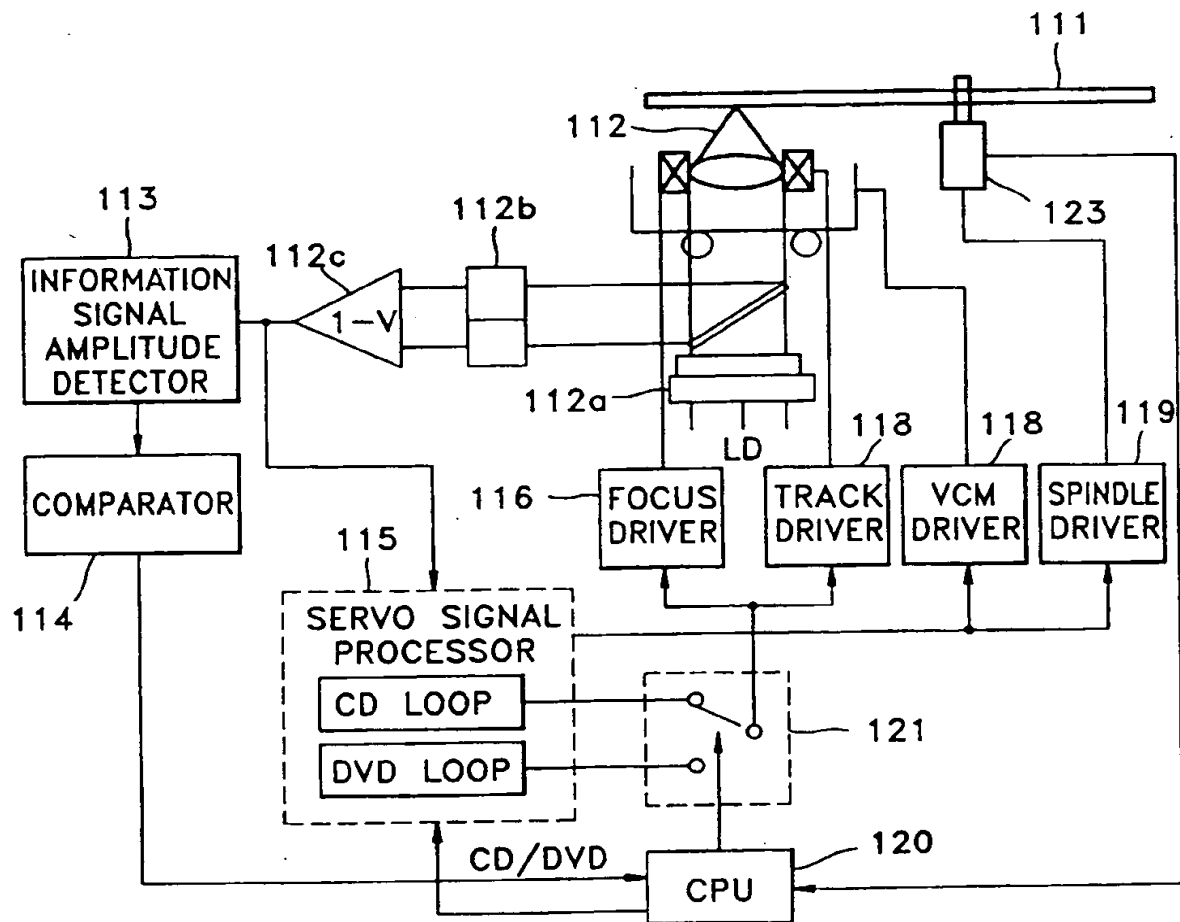 111
112
113
112b
123
112c
INFORMATION
SIGNAL
AMPLITUDE
DETECTOR
1-V
112a
LD
118
118
119
116
FOCUS
DRIVER
TRACK
DRIVER
VCM
DRIVER
SPINDLE
DRIVER
COMPARATOR
114
115
SERVO SIGNAL
PROCESSOR
CD LOOP
DVD LOOP
121
CD/DVD
120
CPU